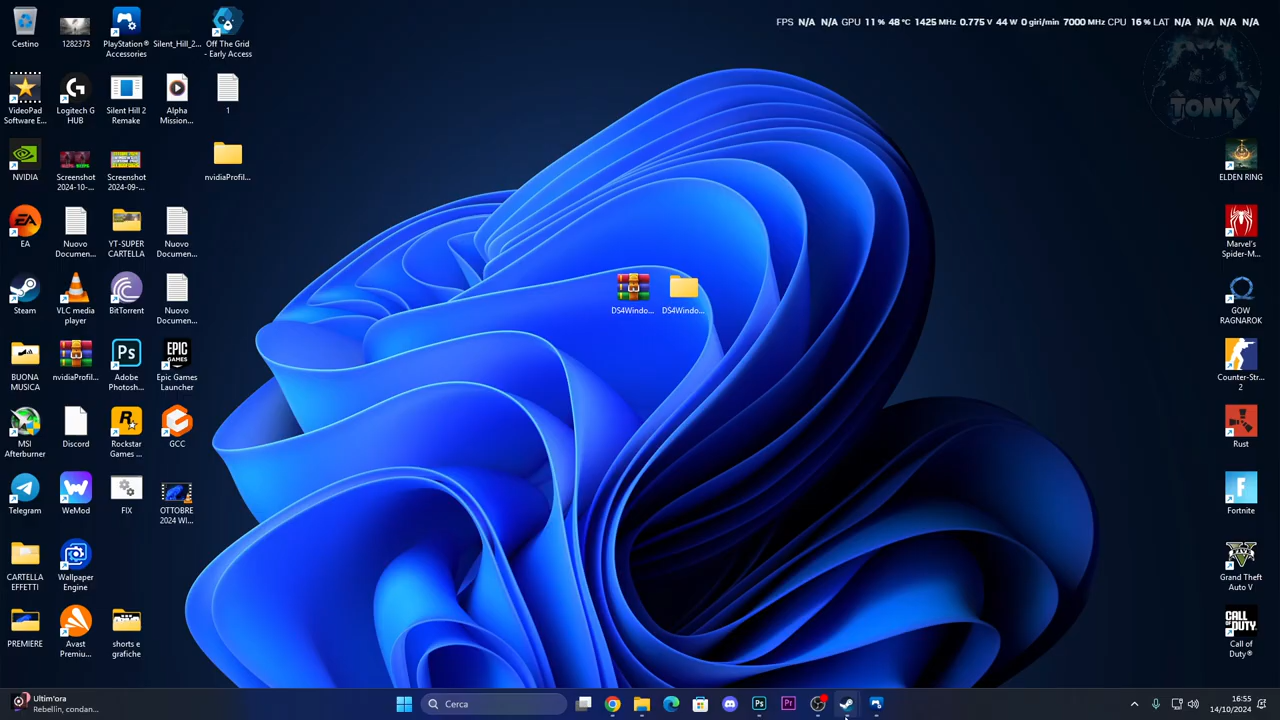 FPS N/A N/A GPU 11 % 48 °C 1425 MHz 0.775 V 44 W 0 giri/min 7000 MHz CPU 16 % LAT N/A N/A N/A N/A
TONY
Cestino
1282373
PlayStation®
Accessories
Silent_Hill_2...
Off The Grid
- Early Access
VideoPad
Software E...
Logitech G
HUB
Silent Hill 2
Remake
Alpha
Mission...
1
NVIDIA
Screenshot
2024-10-...
Screenshot
2024-09-...
nvidiaProfil...
EA
Nuovo
Documen...
YT-SUPER
CARTELLA
Nuovo
Documen...
Steam
VLC media
player
BitTorrent
Nuovo
Documen...
BUONA
MUSICA
nvidiaProfil...
Adobe
Photosh...
Epic Games
Launcher
MSI
Afterburner
Discord
Rockstar
Games ...
GCC
Telegram
WeMod
FIX
OTTOBRE
2024 WI...
CARTELLA
EFFETTI
Wallpaper
Engine
PREMIERE
Avast
Premiu...
shorts e
grafiche
DS4Windo...
DS4Windo...
ELDEN RING
Marvel's
Spider-M...
GOW
RAGNAROK
Counter-Str...
2
Rust
Fortnite
Grand Theft
Auto V
CALL OF
DUTY
Call of
Duty®
Ultim'ora
Rebellin, condan...
Cerca
16:55
14/10/2024